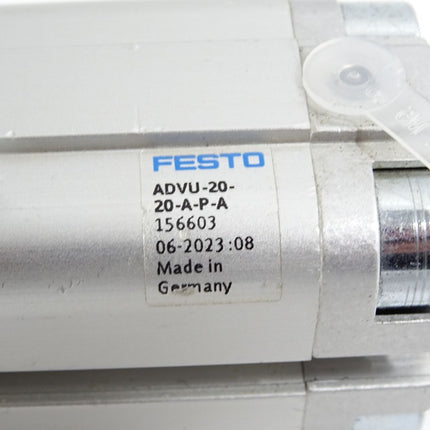 FESTO
ADVU-20-
20-A-P-A
156603
06-2023:08
Made in
Germany